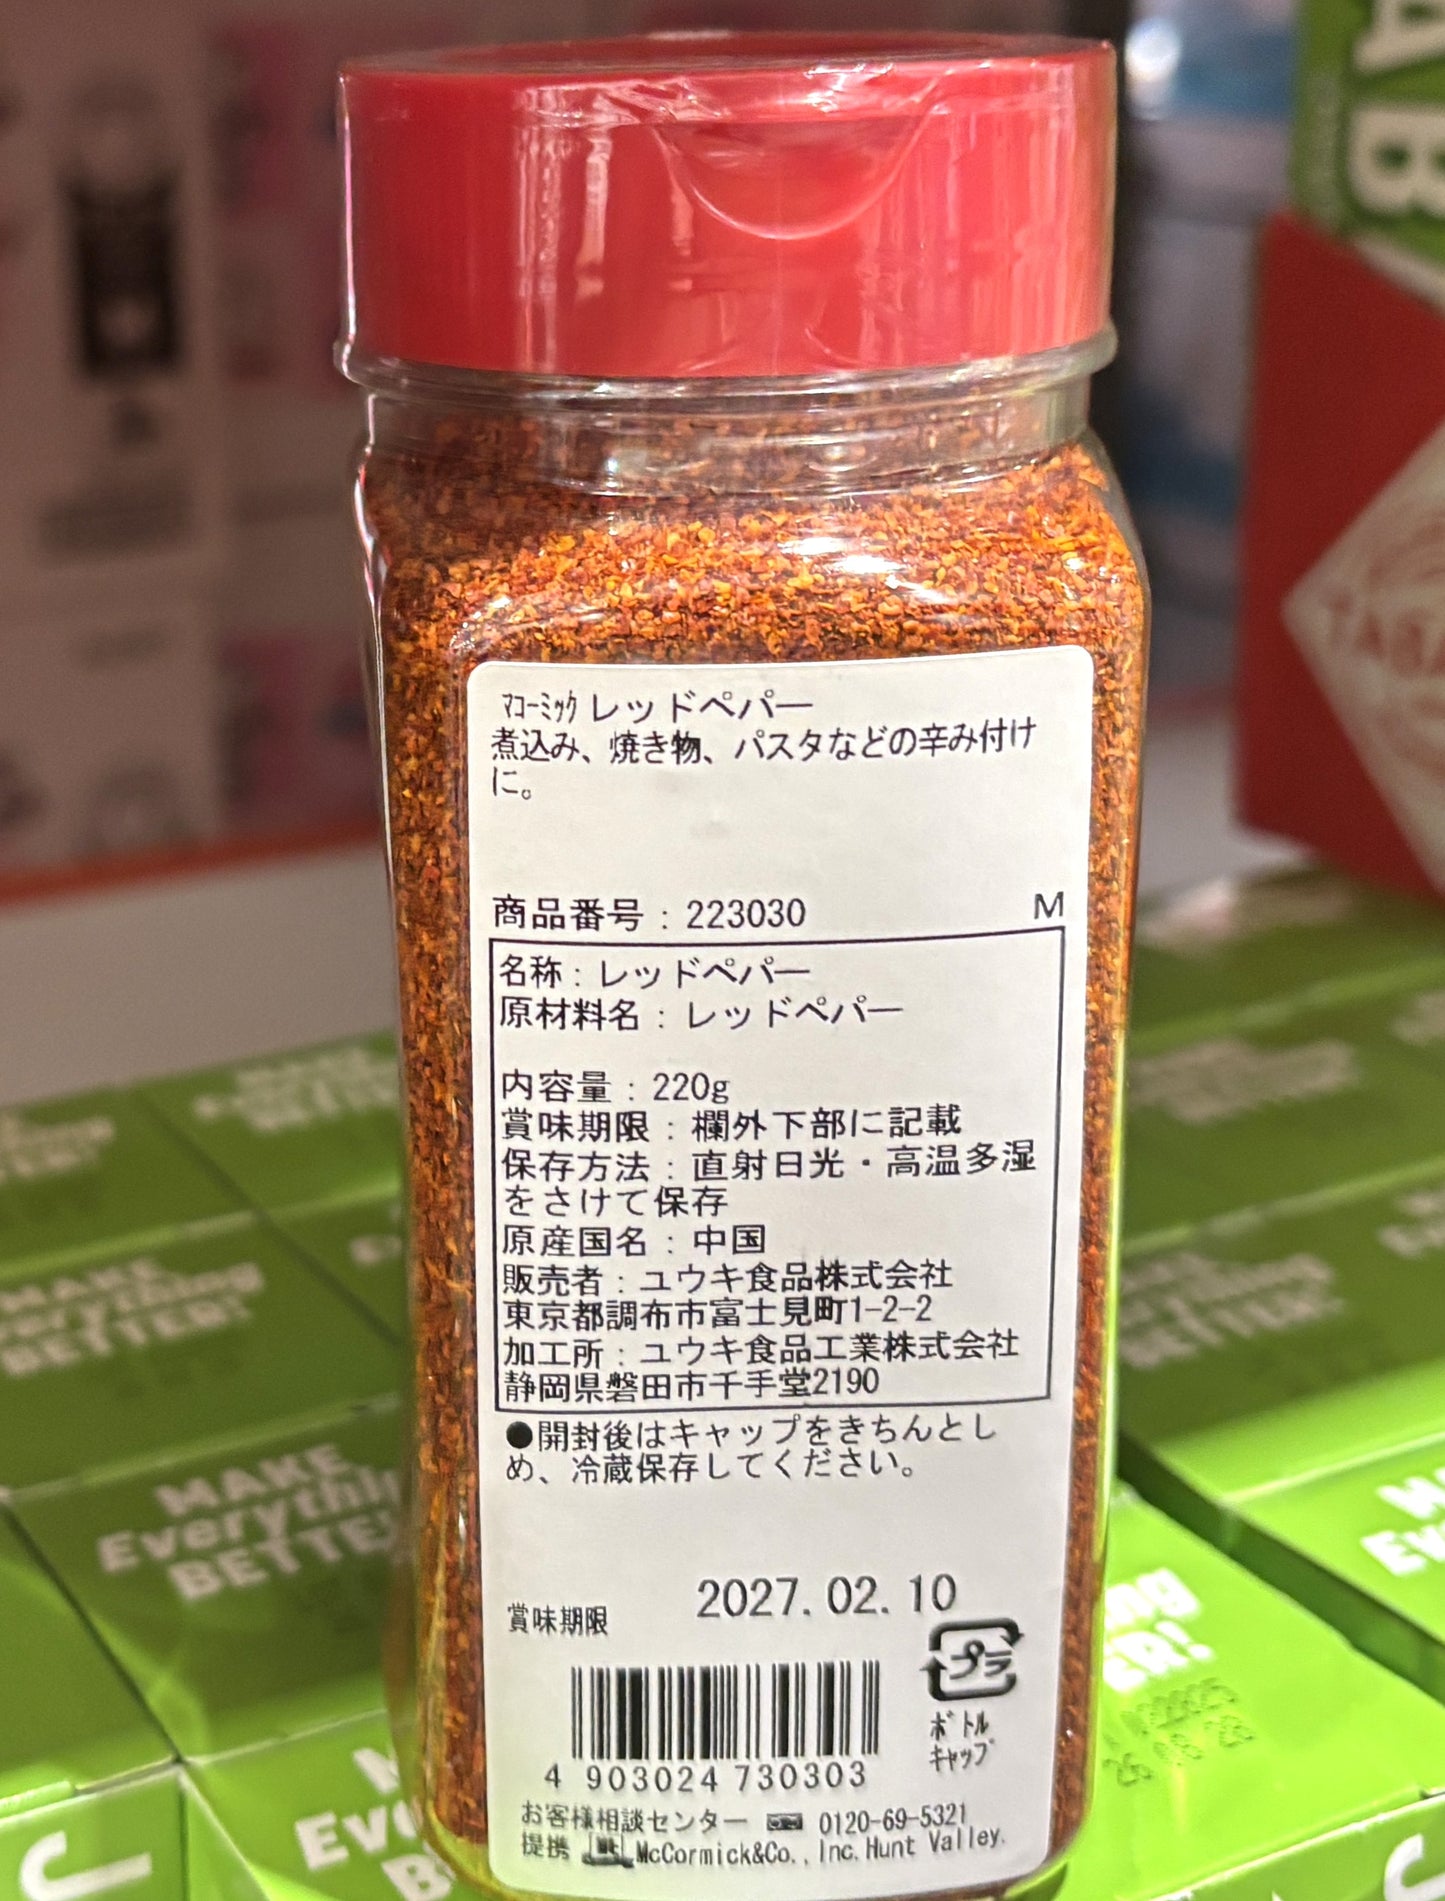 マコーミック レッドペパー
煮込み、焼き物、パスタなどの辛み付け
に。
商品番号：223030 M
名称：レッドペパー
原材料名：レッドペパー
内容量：220g
賞味期限：欄外下部に記載
保存方法：直射日光・高温多湿
をさけて保存
原産国名：中国
販売者：ユウキ食品株式会社
東京都調布市富士見町1-2-2
加工所：ユウキ食品工業株式会社
静岡県磐田市千手堂2190
●開封後はキャップをきちんとし
め、冷蔵保存してください。
賞味期限 2027.02.10
プラ
ボトル
キャップ
4 903024 730303
お客様相談センター 0120-69-5321
提携 McCormick&Co., Inc. Hunt Valley.
MAKE
Everything
BETTER!